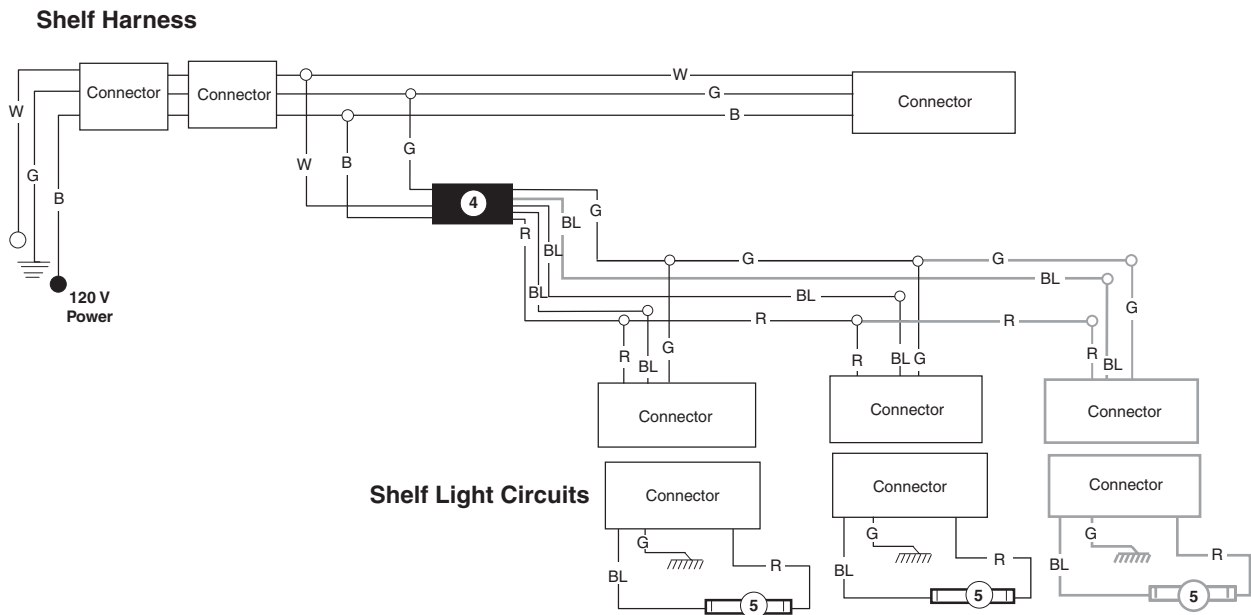 Shelf Harness
W
Connector
Connector
G
Connector
B
W
G
B
W
B
G
4
G
BL
R
BL
BL
120 V
Power
G
G
BL
BL
R
R
G
R
BL
G
R
BL
G
R
BL
Connector
Connector
Connector
Shelf Light Circuits
Connector
Connector
Connector
G
BL
R
5
G
BL
R
5
G
BL
R
5